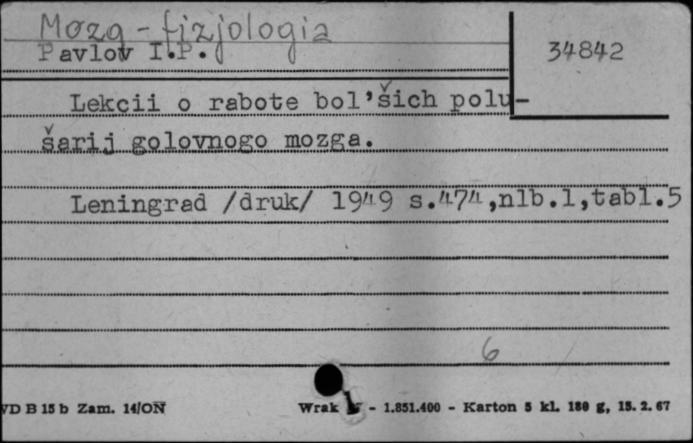 Mózg - fizjologia
34842
Pavlov I.P.
Lekcii o rabote bol'šich polu-
šarij golovnogo mozga.
Leningrad /druk/ 1949 s.474,nlb.1,tabl.5
6
VD B 15 b Zam. 14/ON
Wrak - 1.851.400 - Karton 5 kl. 180 g, 15. 2. 67